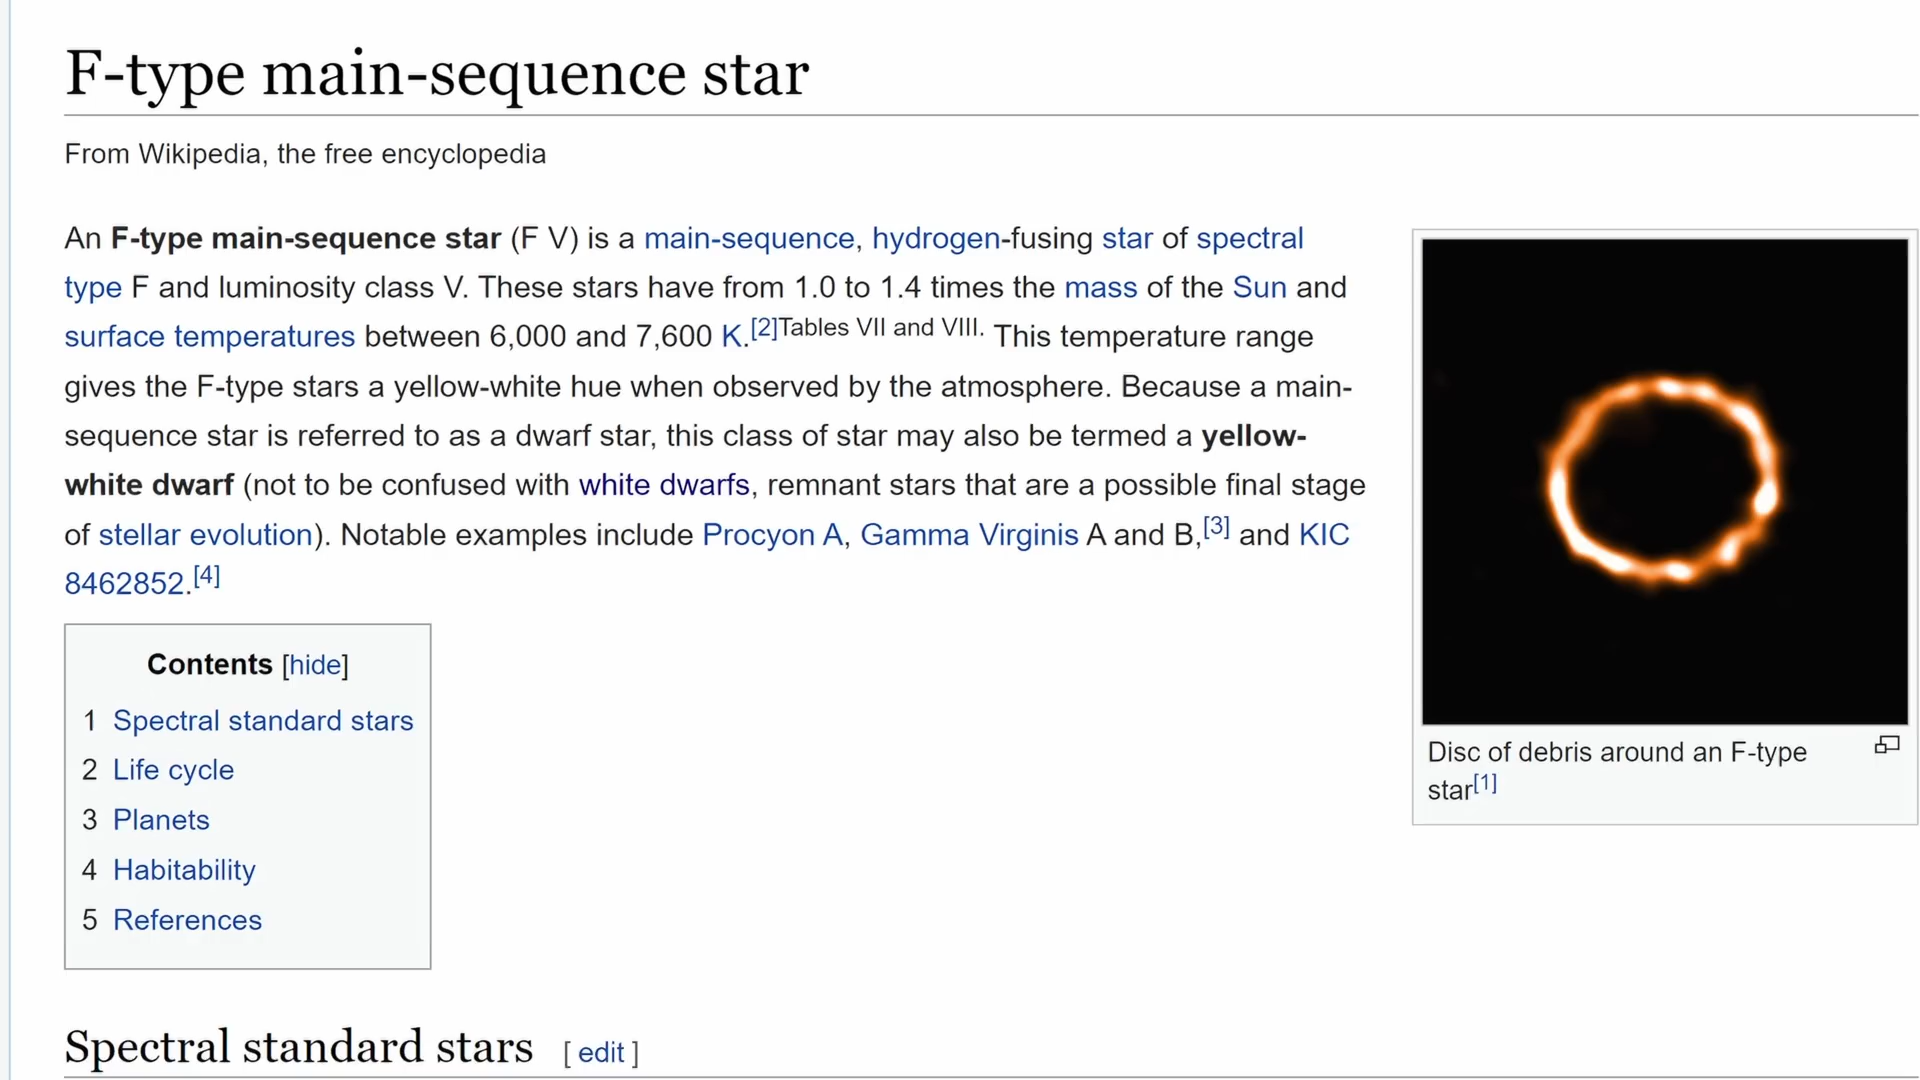 F-type main-sequence star
From Wikipedia, the free encyclopedia
An F-type main-sequence star (F V) is a main-sequence, hydrogen-fusing star of spectral
type F and luminosity class V. These stars have from 1.0 to 1.4 times the mass of the Sun and
surface temperatures between 6,000 and 7,600 K.[2]Tables VII and VIII. This temperature range
gives the F-type stars a yellow-white hue when observed by the atmosphere. Because a main-
sequence star is referred to as a dwarf star, this class of star may also be termed a yellow-
white dwarf (not to be confused with white dwarfs, remnant stars that are a possible final stage
of stellar evolution). Notable examples include Procyon A, Gamma Virginis A and B,[3] and KIC
8462852.[4]
Disc of debris around an F-type
star[1]
Contents [hide]
1 Spectral standard stars
2 Life cycle
3 Planets
4 Habitability
5 References
Spectral standard stars [ edit ]